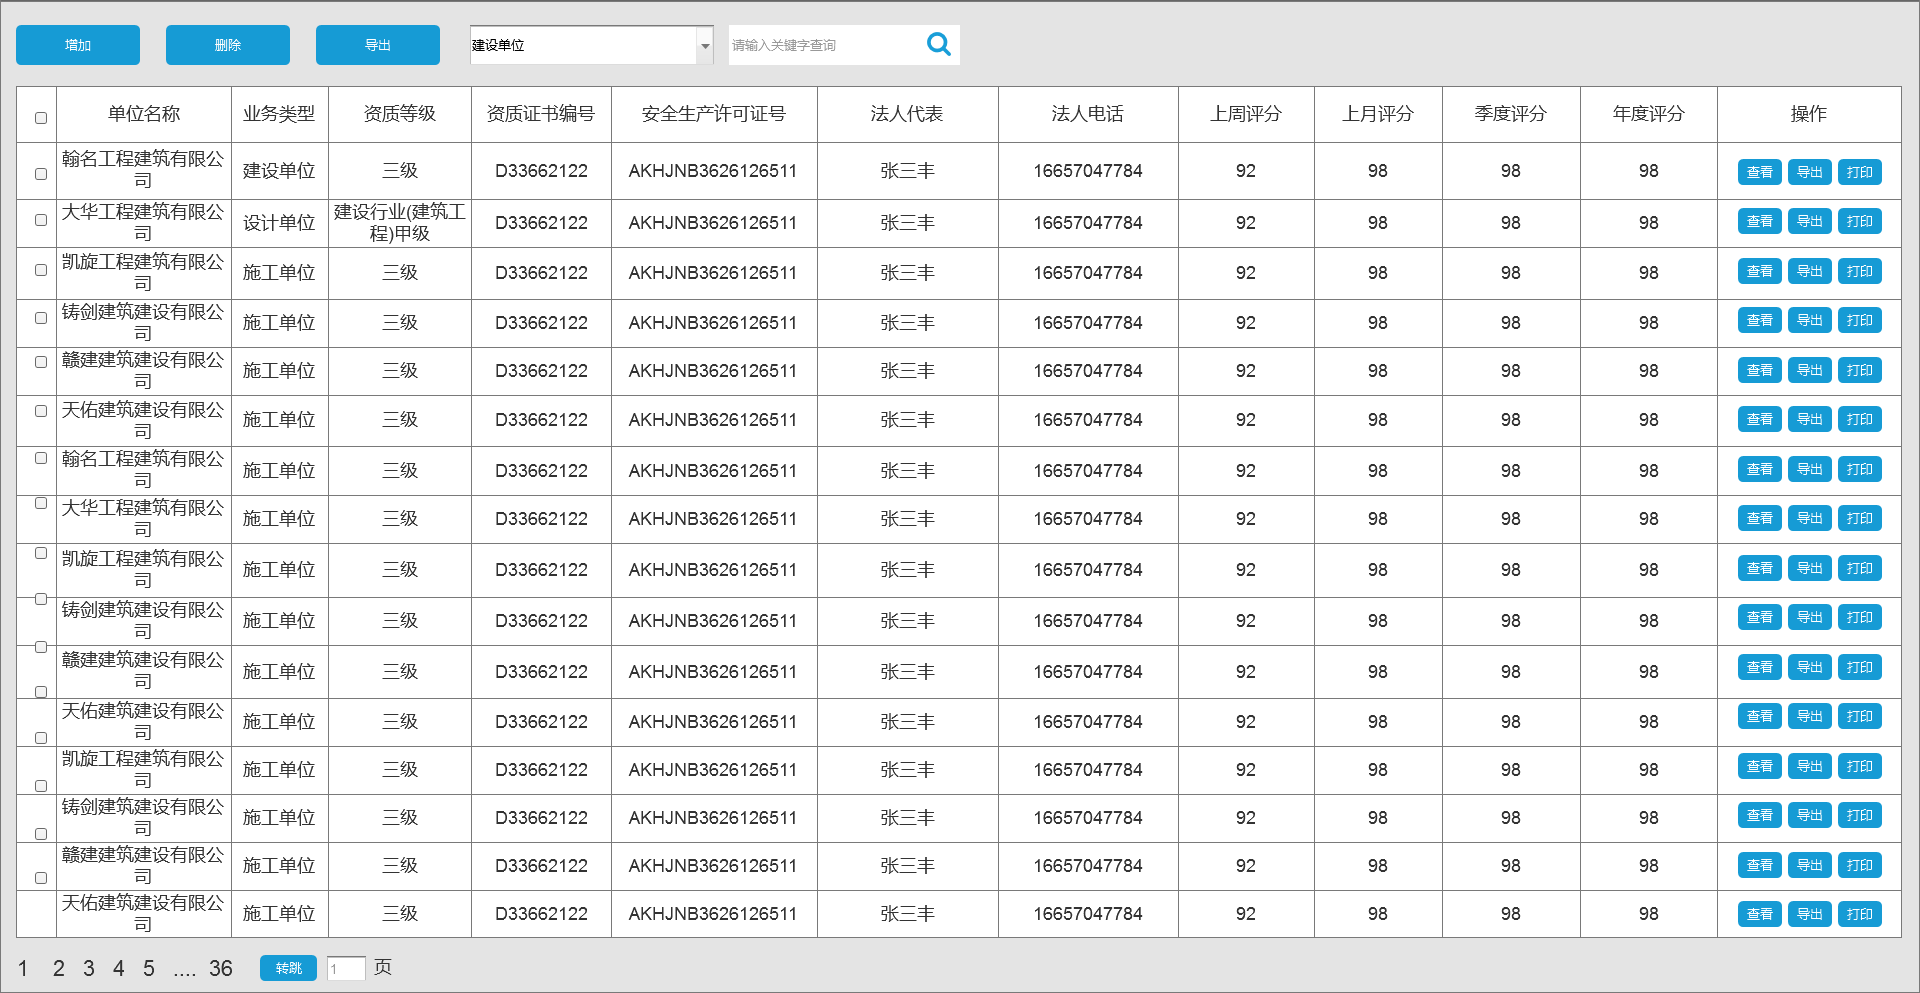 增加 删除 导出 建设单位 请输入关键字查询
单位名称 业务类型 资质等级 资质证书编号 安全生产许可证号 法人代表 法人电话 上周评分 上月评分 季度评分 年度评分 操作
翰名工程建筑有限公
司 建设单位 三级 D33662122 AKHJNB3626126511 张三丰 16657047784 92 98 98 98 查看 导出 打印
大华工程建筑有限公 建设行业(建筑工
司 设计单位 程)甲级 D33662122 AKHJNB3626126511 张三丰 16657047784 92 98 98 98 查看 导出 打印
凯旋工程建筑有限公
司 施工单位 三级 D33662122 AKHJNB3626126511 张三丰 16657047784 92 98 98 98 查看 导出 打印
铸剑建筑建设有限公
司 施工单位 三级 D33662122 AKHJNB3626126511 张三丰 16657047784 92 98 98 98 查看 导出 打印
赣建建筑建设有限公
司 施工单位 三级 D33662122 AKHJNB3626126511 张三丰 16657047784 92 98 98 98 查看 导出 打印
天佑建筑建设有限公
司 施工单位 三级 D33662122 AKHJNB3626126511 张三丰 16657047784 92 98 98 98 查看 导出 打印
翰名工程建筑有限公
司 施工单位 三级 D33662122 AKHJNB3626126511 张三丰 16657047784 92 98 98 98 查看 导出 打印
大华工程建筑有限公
司 施工单位 三级 D33662122 AKHJNB3626126511 张三丰 16657047784 92 98 98 98 查看 导出 打印
凯旋工程建筑有限公
司 施工单位 三级 D33662122 AKHJNB3626126511 张三丰 16657047784 92 98 98 98 查看 导出 打印
铸剑建筑建设有限公
司 施工单位 三级 D33662122 AKHJNB3626126511 张三丰 16657047784 92 98 98 98 查看 导出 打印
赣建建筑建设有限公
司 施工单位 三级 D33662122 AKHJNB3626126511 张三丰 16657047784 92 98 98 98 查看 导出 打印
天佑建筑建设有限公
司 施工单位 三级 D33662122 AKHJNB3626126511 张三丰 16657047784 92 98 98 98 查看 导出 打印
凯旋工程建筑有限公
司 施工单位 三级 D33662122 AKHJNB3626126511 张三丰 16657047784 92 98 98 98 查看 导出 打印
铸剑建筑建设有限公
司 施工单位 三级 D33662122 AKHJNB3626126511 张三丰 16657047784 92 98 98 98 查看 导出 打印
赣建建筑建设有限公
司 施工单位 三级 D33662122 AKHJNB3626126511 张三丰 16657047784 92 98 98 98 查看 导出 打印
天佑建筑建设有限公
司 施工单位 三级 D33662122 AKHJNB3626126511 张三丰 16657047784 92 98 98 98 查看 导出 打印
1 2 3 4 5 .... 36 转跳 1 页